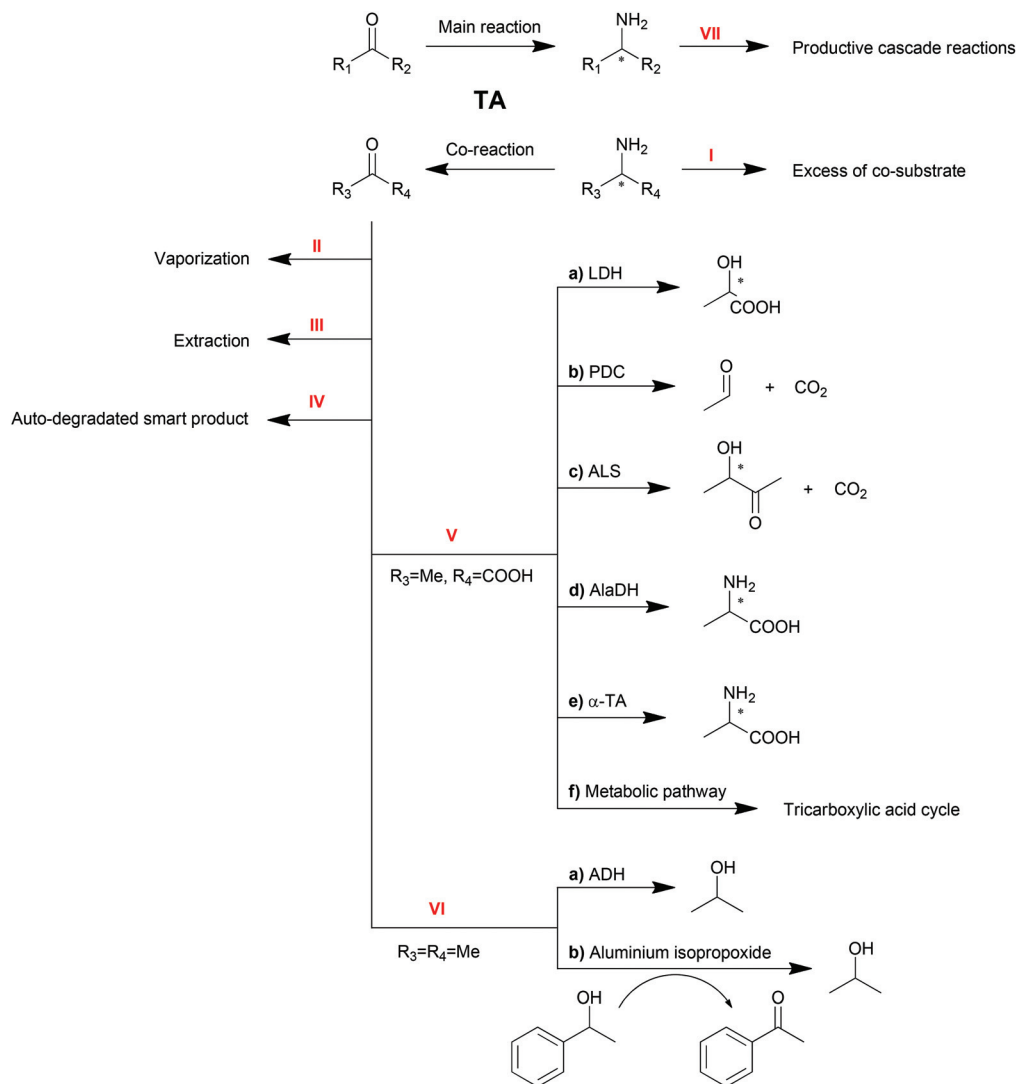 O
NH₂
Main reaction
VII
Productive cascade reactions
R₁
R₂
R₁
*
R₂
TA
O
NH₂
Co-reaction
I
Excess of co-substrate
R₃
R₄
R₃
*
R₄
II
Vaporization
III
Extraction
IV
Auto-degradated smart product
V
R₃=Me, R₄=COOH
a) LDH
OH
*
COOH
b) PDC
O
+ CO₂
c) ALS
OH
*
O
+ CO₂
d) AlaDH
NH₂
*
COOH
e) α-TA
NH₂
*
COOH
f) Metabolic pathway
Tricarboxylic acid cycle
VI
R₃=R₄=Me
a) ADH
OH
b) Aluminium isopropoxide
OH
OH
O